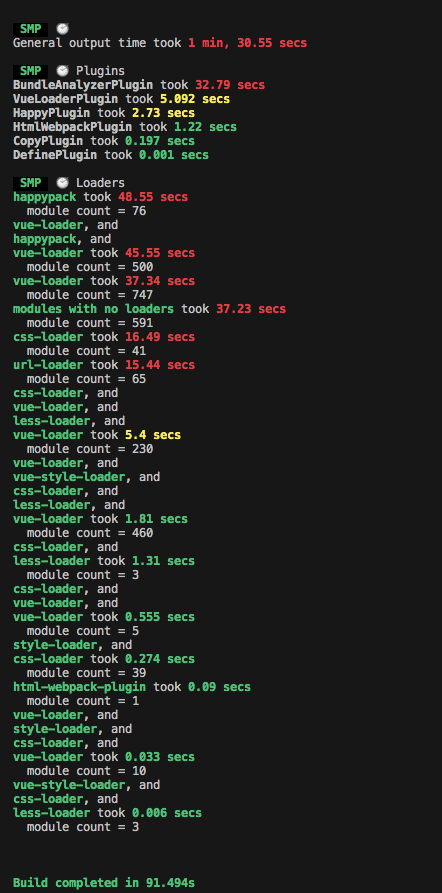 SMP ⏱
General output time took 1 min, 30.55 secs
SMP ⏱ Plugins
BundleAnalyzerPlugin took 32.79 secs
VueLoaderPlugin took 5.092 secs
HappyPlugin took 2.73 secs
HtmlWebpackPlugin took 1.22 secs
CopyPlugin took 0.197 secs
DefinePlugin took 0.001 secs
SMP ⏱ Loaders
happypack took 48.55 secs
module count = 76
vue-loader, and
happypack, and
vue-loader took 45.55 secs
module count = 500
vue-loader took 37.34 secs
module count = 747
modules with no loaders took 37.23 secs
module count = 591
css-loader took 16.49 secs
module count = 41
url-loader took 15.44 secs
module count = 65
css-loader, and
vue-loader, and
less-loader, and
vue-loader took 5.4 secs
module count = 230
vue-loader, and
vue-style-loader, and
css-loader, and
less-loader, and
vue-loader took 1.81 secs
module count = 460
css-loader, and
less-loader took 1.31 secs
module count = 3
css-loader, and
vue-loader, and
vue-loader took 0.555 secs
module count = 5
style-loader, and
css-loader took 0.274 secs
module count = 39
html-webpack-plugin took 0.09 secs
module count = 1
vue-loader, and
style-loader, and
css-loader, and
vue-loader took 0.033 secs
module count = 10
vue-style-loader, and
css-loader, and
less-loader took 0.006 secs
module count = 3
Build completed in 91.494s